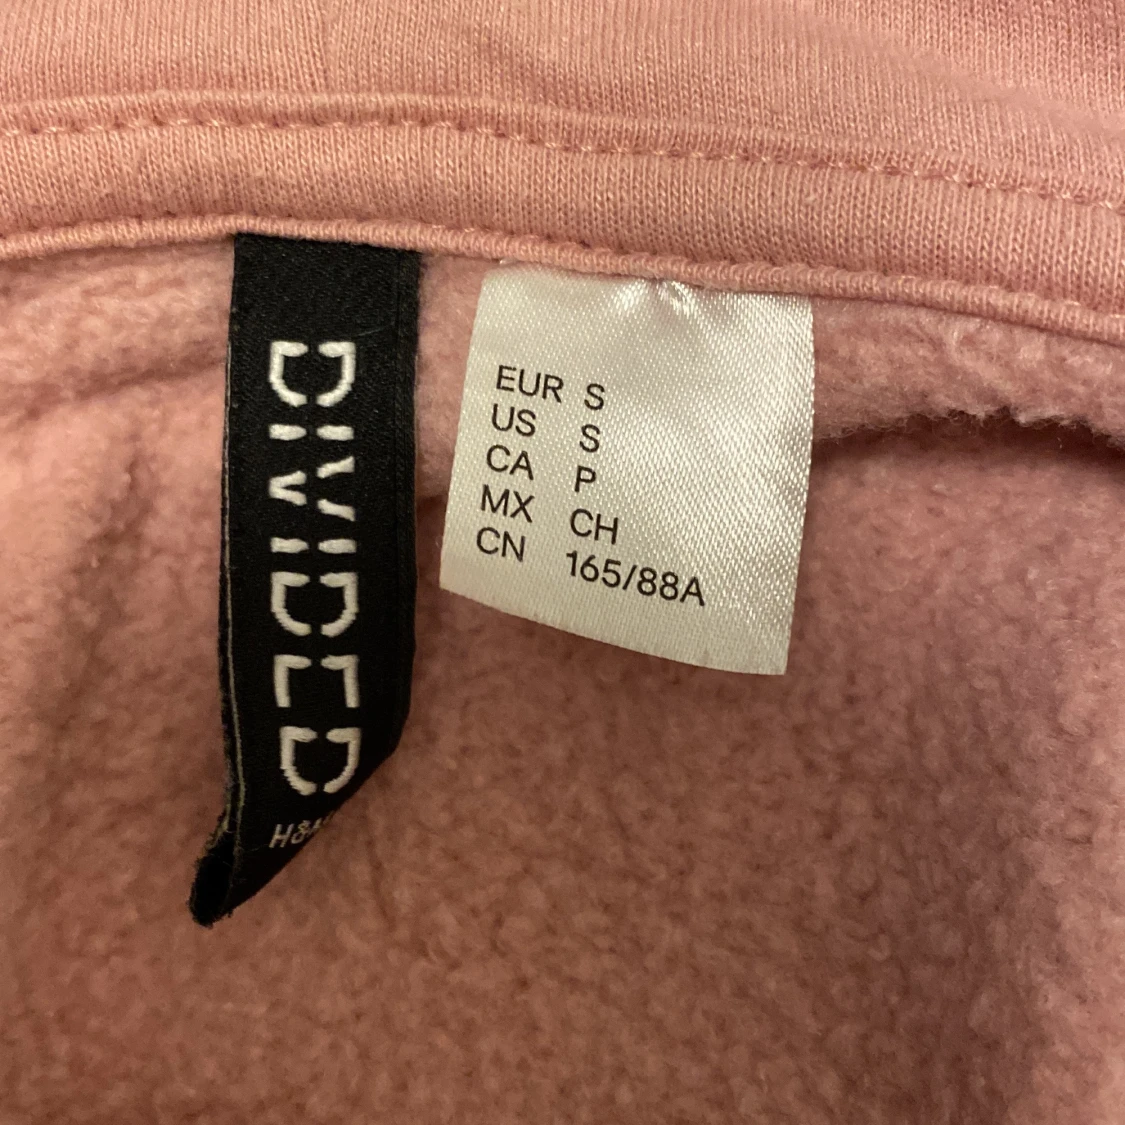 DIVIDED
H&M
EUR S
US S
CA P
MX CH
CN 165/88A